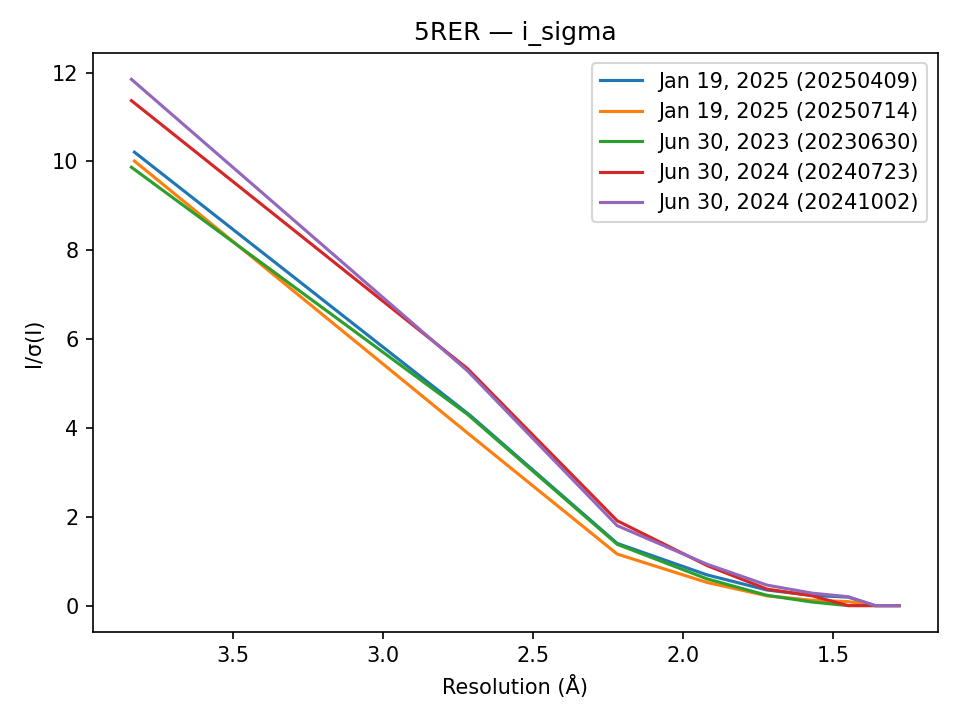 5RER — i_sigma
12
10
8
6
4
2
0
I/σ(I)
Jan 19, 2025 (20250409)
Jan 19, 2025 (20250714)
Jun 30, 2023 (20230630)
Jun 30, 2024 (20240723)
Jun 30, 2024 (20241002)
3.5 3.0 2.5 2.0 1.5
Resolution (Å)